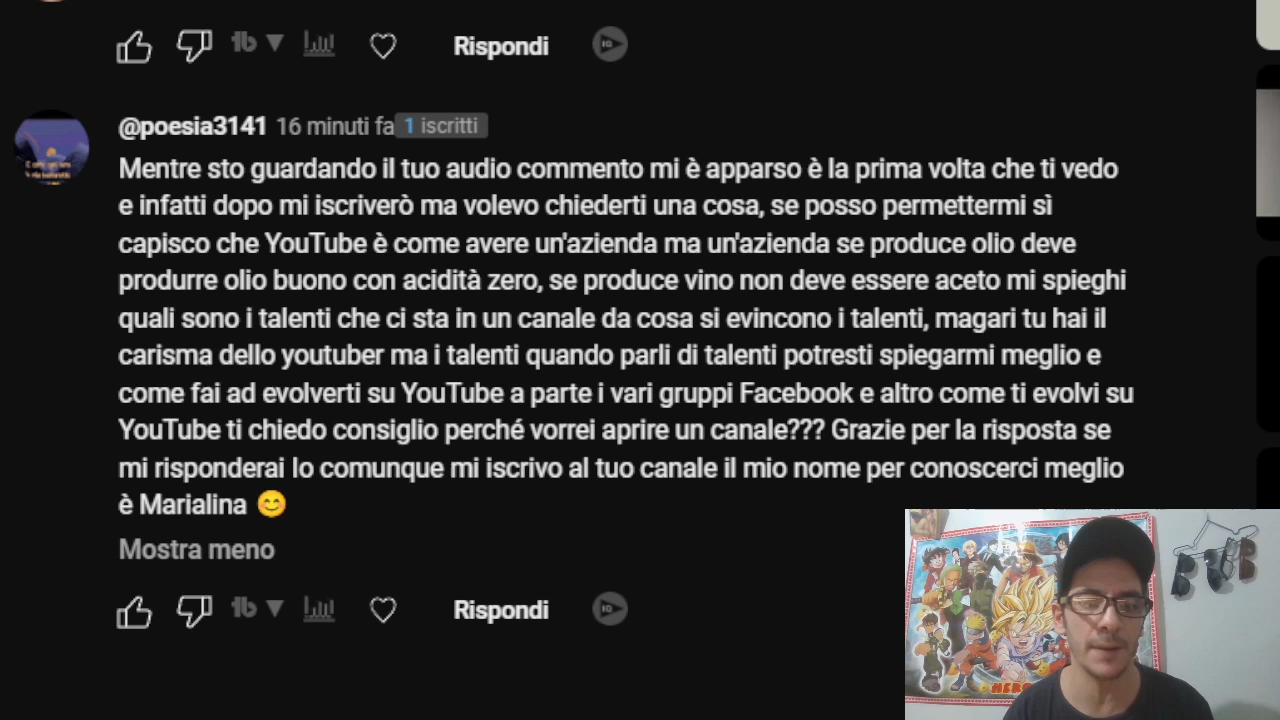 Rispondi
@poesia3141 16 minuti fa 1 iscritti
Mentre sto guardando il tuo audio commento mi è apparso è la prima volta che ti vedo
e infatti dopo mi iscriverò ma volevo chiederti una cosa, se posso permettermi sì
capisco che YouTube è come avere un'azienda ma un'azienda se produce olio deve
produrre olio buono con acidità zero, se produce vino non deve essere aceto mi spieghi
quali sono i talenti che ci sta in un canale da cosa si evincono i talenti, magari tu hai il
carisma dello youtuber ma i talenti quando parli di talenti potresti spiegarmi meglio e
come fai ad evolverti su YouTube a parte i vari gruppi Facebook e altro come ti evolvi su
YouTube ti chiedo consiglio perché vorrei aprire un canale??? Grazie per la risposta se
mi risponderai lo comunque mi iscrivo al tuo canale il mio nome per conoscerci meglio
è Marialina 😊
Mostra meno
Rispondi